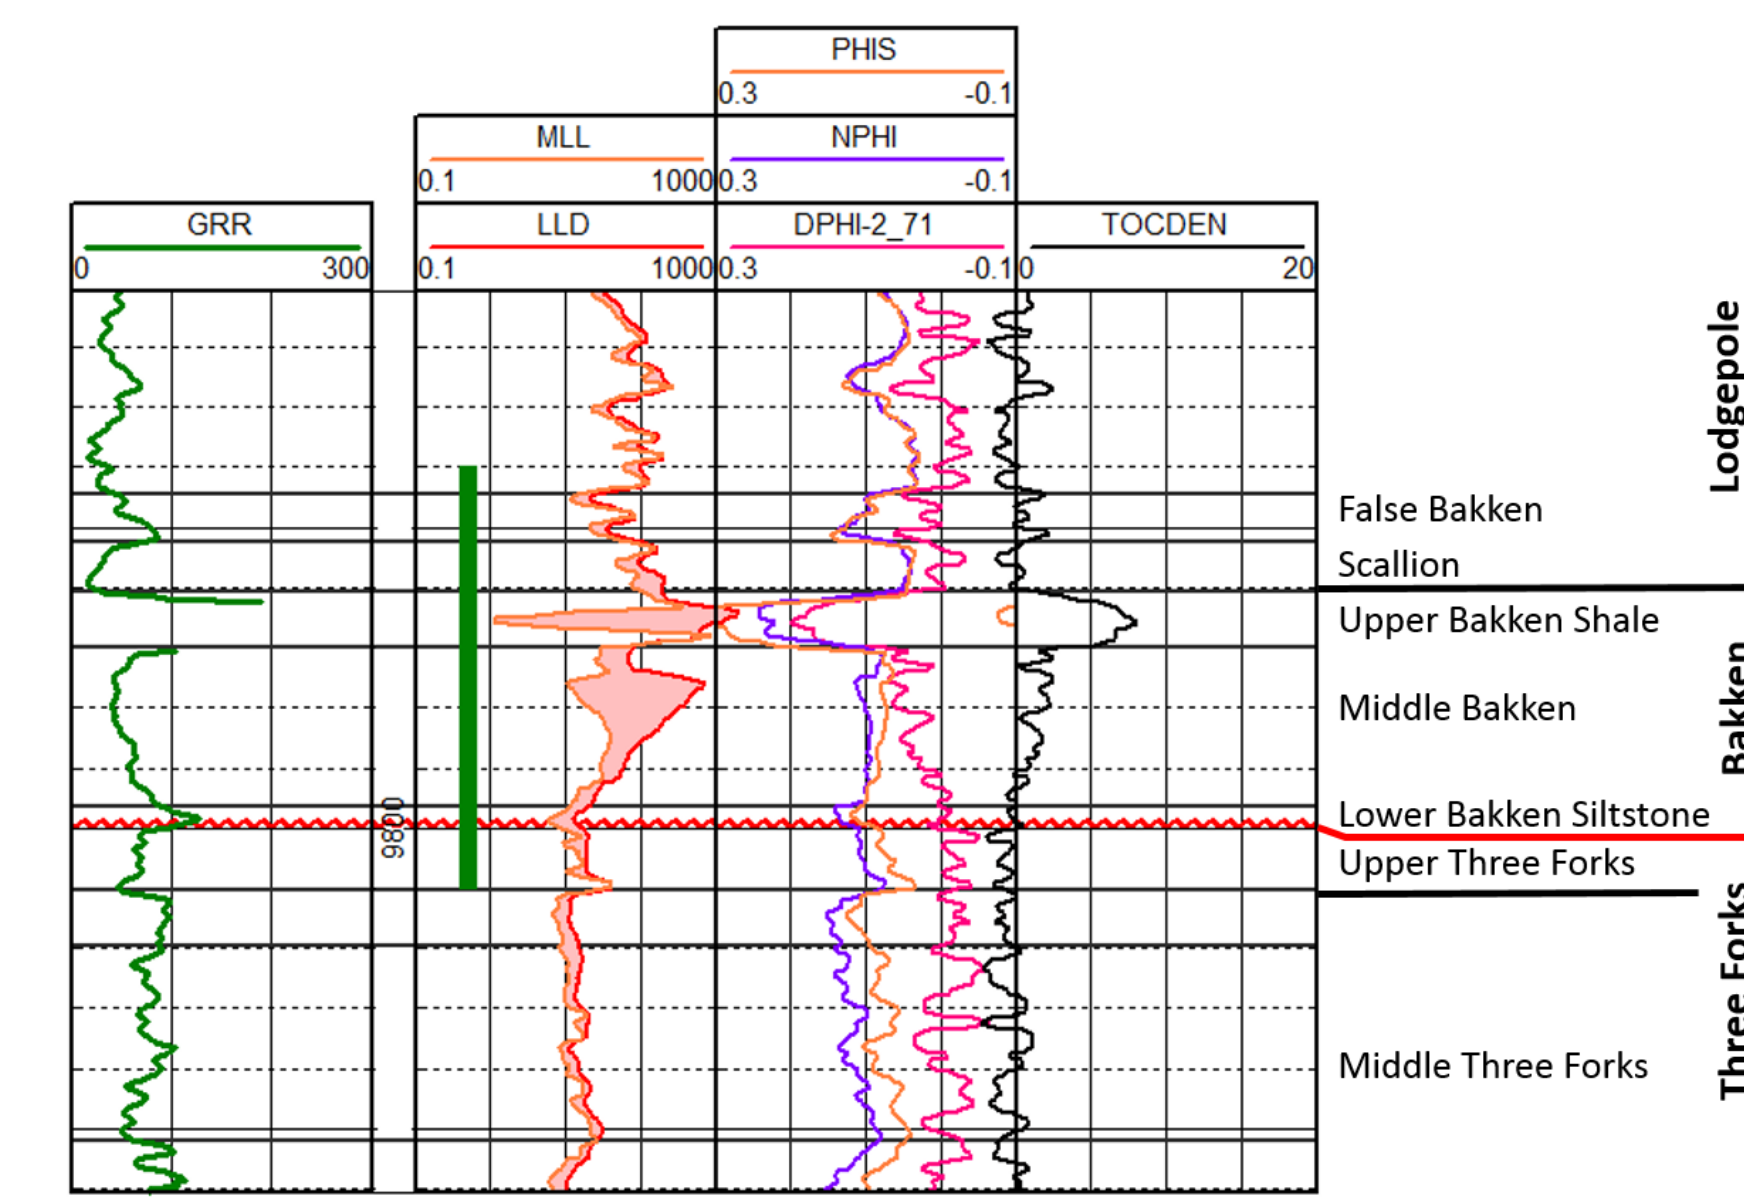 PHIS
0.3 -0.1
MLL NPHI
0.1 1000 0.3 -0.1
GRR LLD DPHI-2_71 TOCDEN
0 300 0.1 1000 0.3 -0.1 0 20
Lodgepole
False Bakken
Scallion
Upper Bakken Shale
Bakken
Middle Bakken
9800
Lower Bakken Siltstone
Upper Three Forks
Three Forks
Middle Three Forks